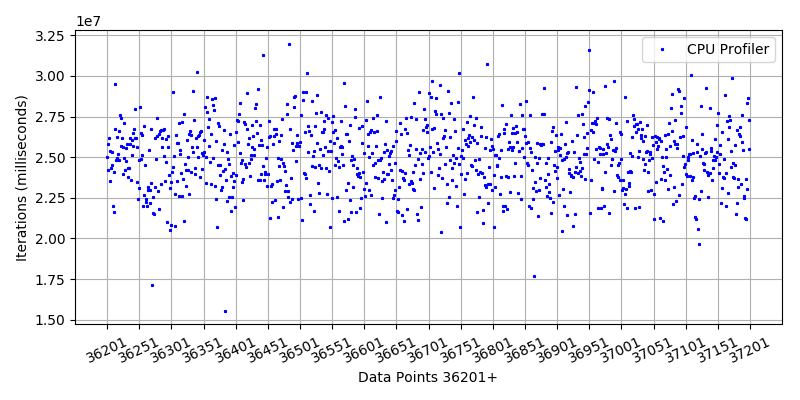 1e7
CPU Profiler
3.25
3.00
2.75
2.50
2.25
2.00
1.75
1.50
Iterations (milliseconds)
36201 36251 36301 36351 36401 36451 36501 36551 36601 36651 36701 36751 36801 36851 36901 36951 37001 37051 37101 37151 37201
Data Points 36201+